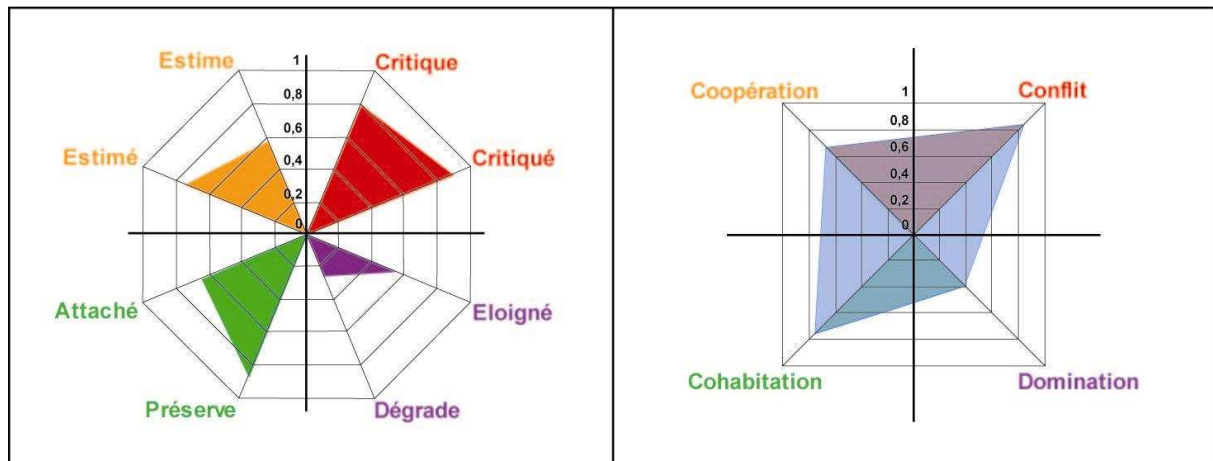 Estime
Critique
1
0,8
0,6
0,4
0,2
0
Estimé
Critiqué
Attaché
Eloigné
Préserve
Dégrade
Coopération
Conflit
1
0,8
0,6
0,4
0,2
0
Cohabitation
Domination